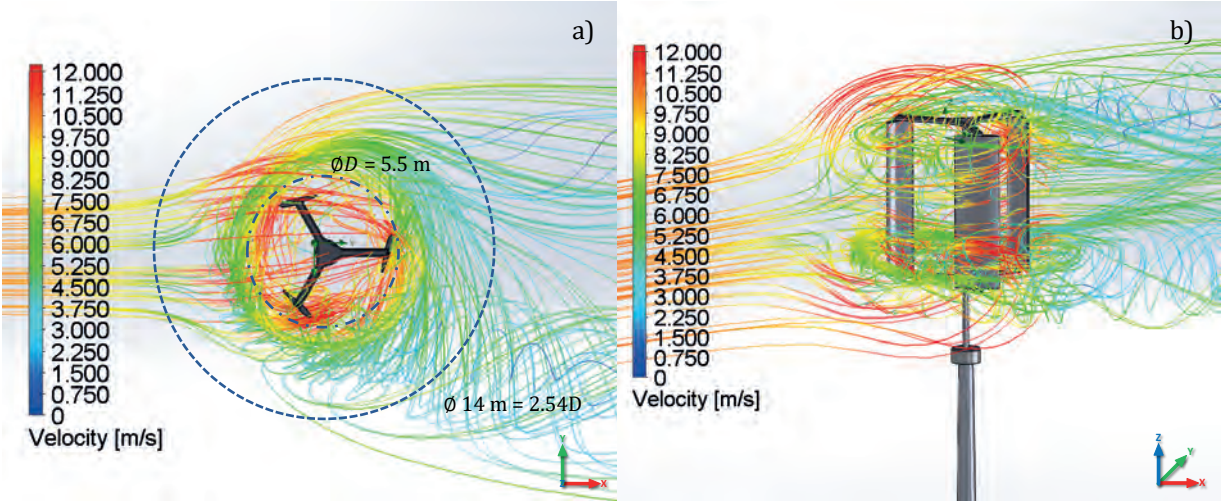 a)
12.000
11.250
10.500
9.750
9.000
8.250
7.500
6.750
6.000
5.250
4.500
3.750
3.000
2.250
1.500
0.750
0
Velocity [m/s]
ØD = 5.5 m
Ø 14 m = 2.54D
Y
Z
X
b)
12.000
11.250
10.500
9.750
9.000
8.250
7.500
6.750
6.000
5.250
4.500
3.750
3.000
2.250
1.500
0.750
0
Velocity [m/s]
Z
Y
X